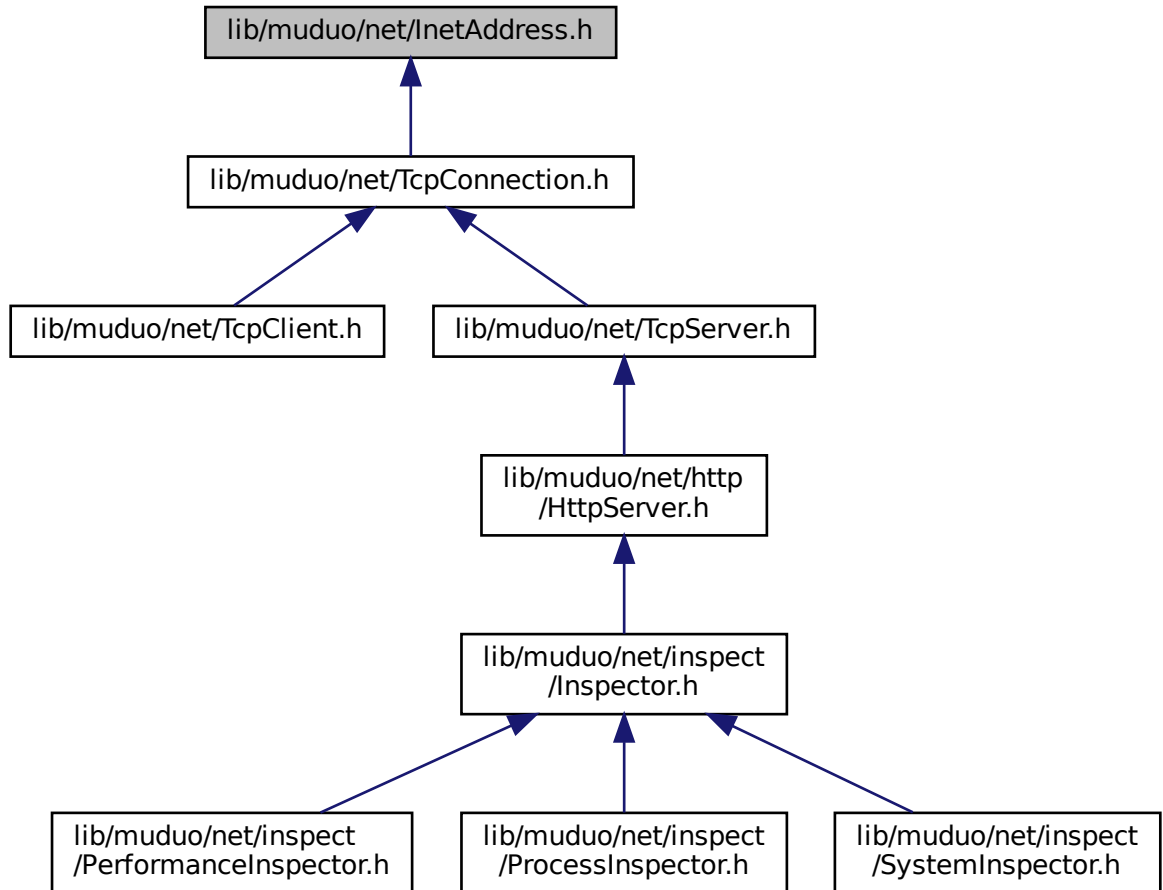 lib/muduo/net/InetAddress.h
lib/muduo/net/TcpConnection.h
lib/muduo/net/TcpClient.h
lib/muduo/net/TcpServer.h
lib/muduo/net/http
/HttpServer.h
lib/muduo/net/inspect
/Inspector.h
lib/muduo/net/inspect
/PerformanceInspector.h
lib/muduo/net/inspect
/ProcessInspector.h
lib/muduo/net/inspect
/SystemInspector.h